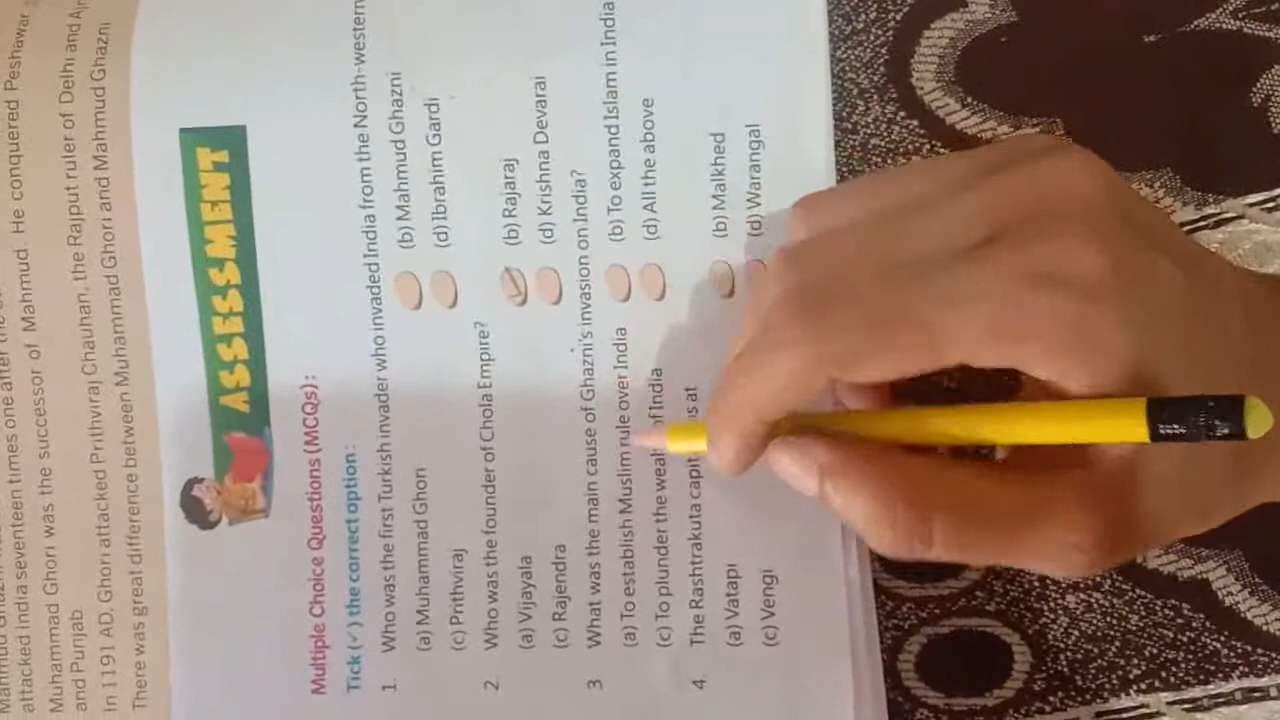 attacked India seventeen times one after the
Muhammad Ghori was the successor of Mahmud He conquered Peshawar
and Punjab
In 1191 AD, Ghori attacked Prithviraj Chauhan, the Rajput ruler of Delhi and
There was great difference between Muhammad Ghori and Mahmud Ghazni
ASSESSMENT
Multiple Choice Questions (MCQs) :
Tick (✓) the correct option :
1. Who was the first Turkish invader who invaded India from the North-western
(a) Muhammad Ghori (b) Mahmud Ghazni
(c) Prithviraj (d) Ibrahim Gardi
2. Who was the founder of Chola Empire?
(a) Vijayala (b) Rajaraj
(c) Rajendra (d) Krishna Devarai
3 What was the main cause of Ghazni's invasion on India?
(a) To establish Muslim rule over India (b) To expand Islam in India
(c) To plunder the of India (d) All the above
4. The Rashtrakuta at
(a) Vatapi (b) Malkhed
(c) Vengi (d) Warangal